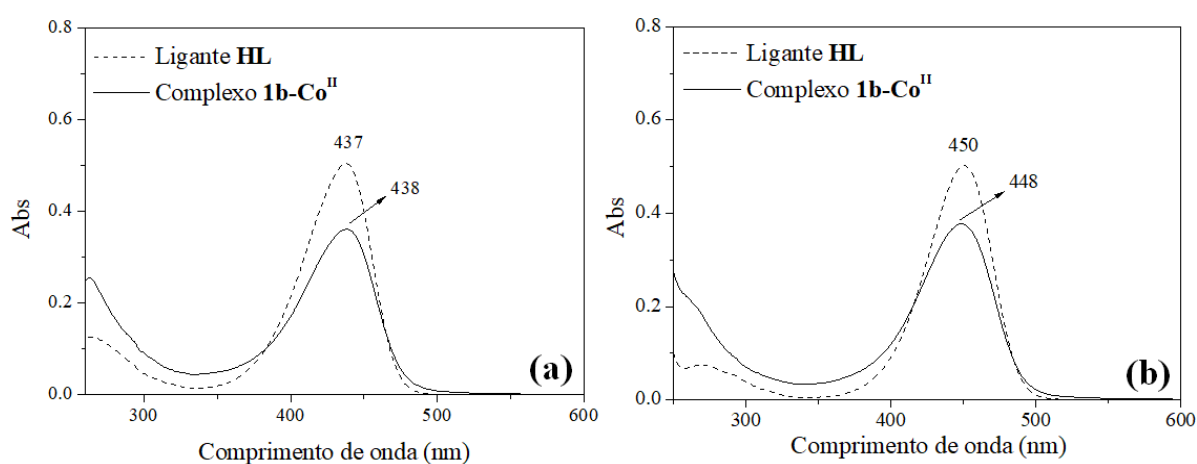 0.8
Ligante HL
Complexo 1b-Co^II
0.6
437
438
0.4
Abs
0.2
0.0
(a)
300
400
500
600
Comprimento de onda (nm)
0.8
Ligante HL
Complexo 1b-Co^II
0.6
450
448
0.4
Abs
0.2
0.0
(b)
300
400
500
600
Comprimento de onda (nm)